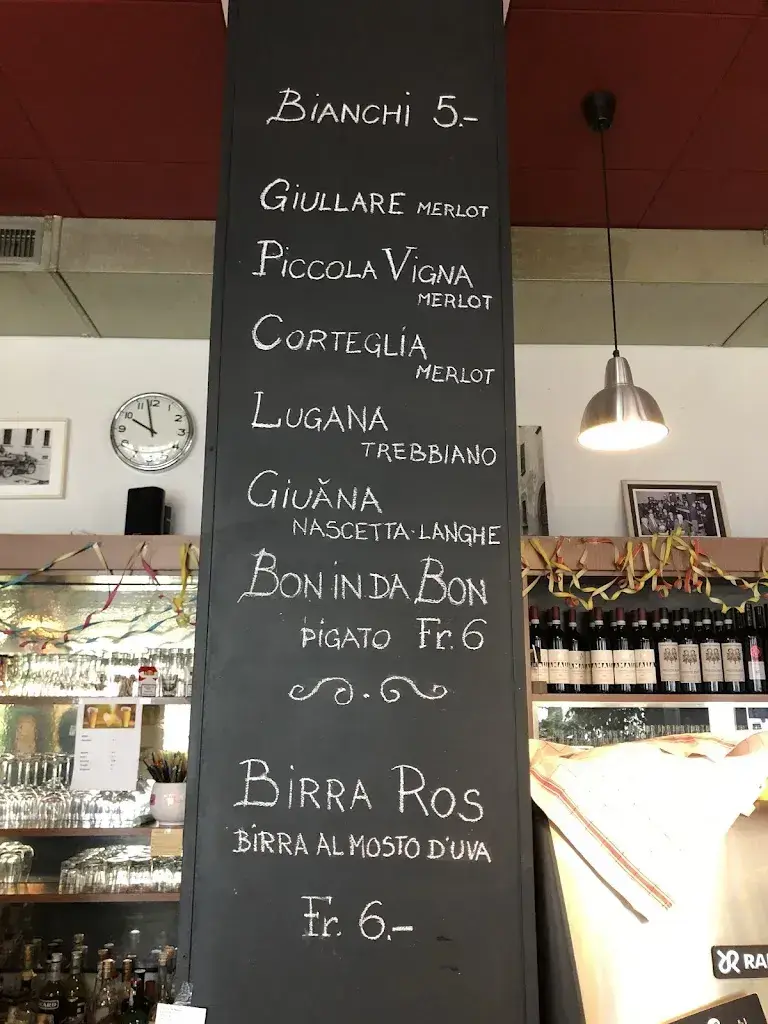 BIANCHI 5.-
GIULLARE MERLOT
PICCOLA VIGNA
MERLOT
CORTEGLÍA
MERLOT
LUGANA
TREBBIANO
GIUĂNA
NASCETTA-LANGHE
BON IN DA BON
PIGATO Fr. 6
BIRRA ROS
BIRRA AL MOSTO D'UVA
Fr. 6.-